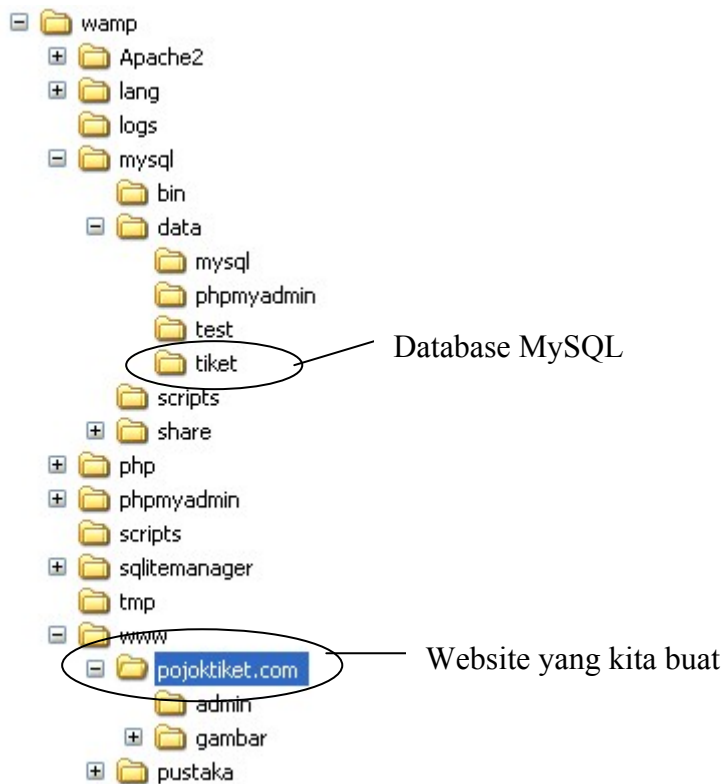 wamp
Apache2
lang
logs
mysql
bin
data
mysql
phpmyadmin
test
tiket
Database MySQL
scripts
share
php
phpmyadmin
scripts
sqlitemanager
tmp
www
pojoktiket.com
Website yang kita buat
admin
gambar
pustaka